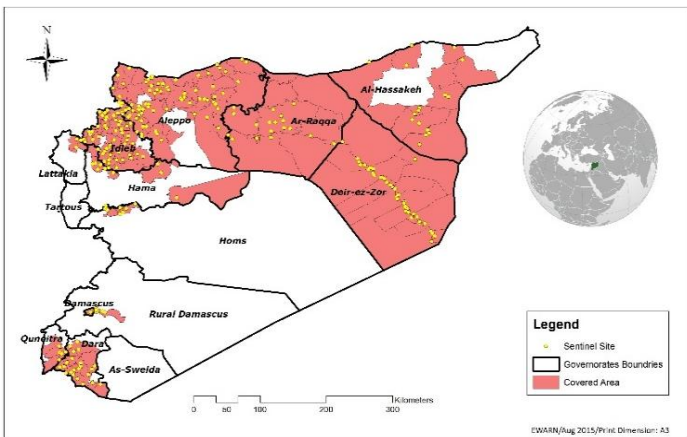 N
Al-Hassakeh
Aleppo
Ar-Raqqa
Idleb
Lattakia
Hama
Deir-ez-Zor
Tartous
Homs
Damascus
Rural Damascus
Qunaitra
Dara
As-Sweida
Legend
Sentinel Site
Governorates Boundries
Covered Area
Kilometers
0 50 100 200 300
EWARN/Aug 2015/Print Dimension: A3